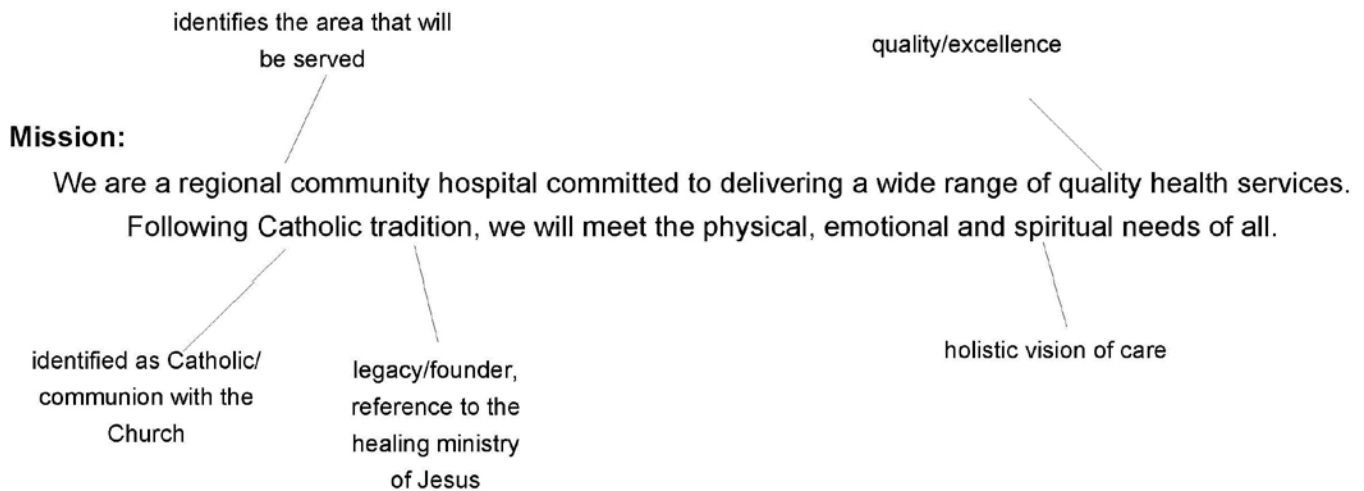 identifies the area that will
be served
quality/excellence
Mission:
We are a regional community hospital committed to delivering a wide range of quality health services.
Following Catholic tradition, we will meet the physical, emotional and spiritual needs of all.
identified as Catholic/
communion with the
Church
legacy/founder,
reference to the
healing ministry
of Jesus
holistic vision of care